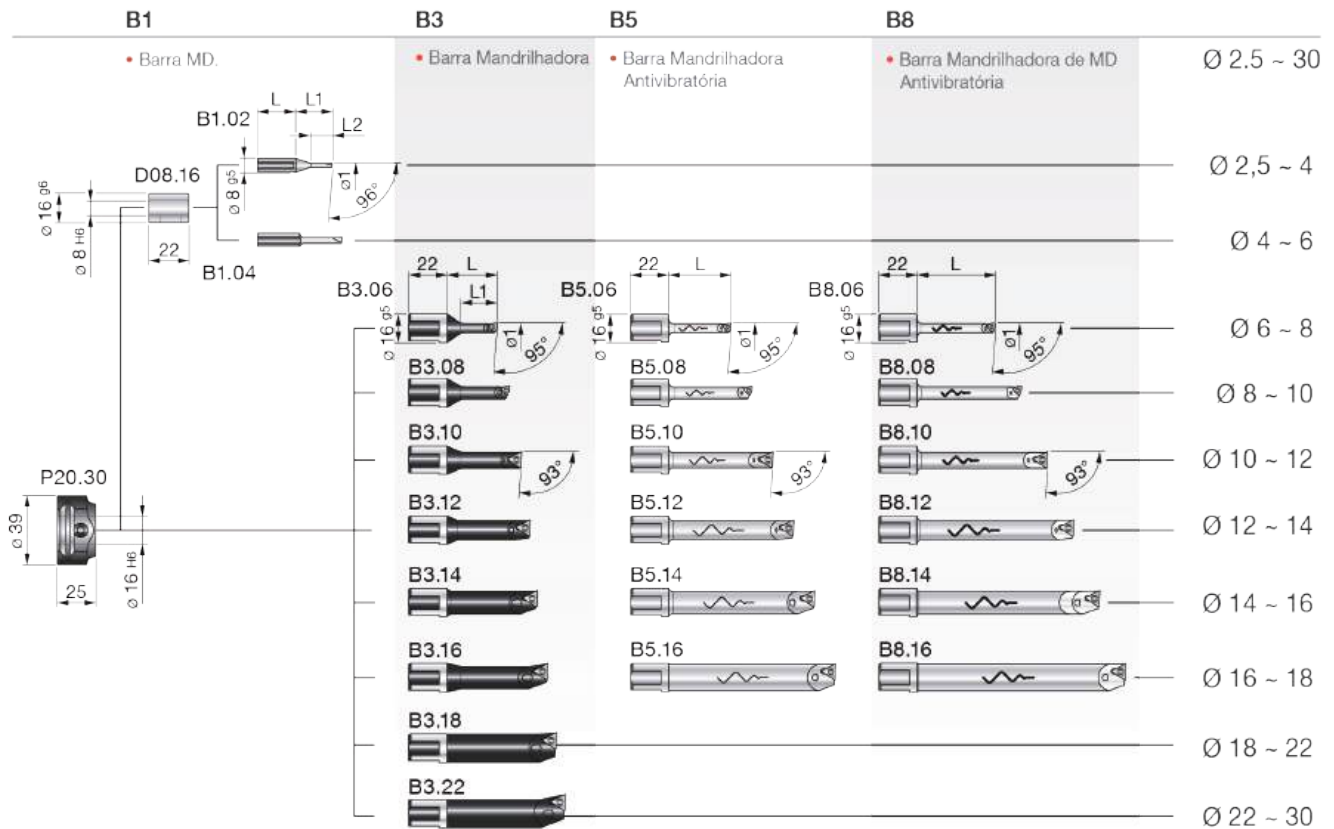 B1 B3 B5 B8
• Barra MD. • Barra Mandrilhadora • Barra Mandrilhadora Antivibratória • Barra Mandrilhadora de MD Antivibratória Ø 2.5 ~ 30
L L1
B1.02 L2
D08.16 Ø 2,5 ~ 4
ø 16 g6
ø 8 H6
22
ø 8 g5
ø1
96°
B1.04 Ø 4 ~ 6
22 L 22 L 22 L
B3.06 L1 B5.06 B8.06
ø 16 g5 ø1 95° ø 16 g5 ø1 95° ø 16 g5 ø1 95° Ø 6 ~ 8
B3.08 B5.08 B8.08 Ø 8 ~ 10
B3.10 B5.10 B8.10 Ø 10 ~ 12
93° 93° 93°
P20.30
ø 39
25
ø 16 H6
B3.12 B5.12 B8.12 Ø 12 ~ 14
B3.14 B5.14 B8.14 Ø 14 ~ 16
B3.16 B5.16 B8.16 Ø 16 ~ 18
B3.18 Ø 18 ~ 22
B3.22 Ø 22 ~ 30